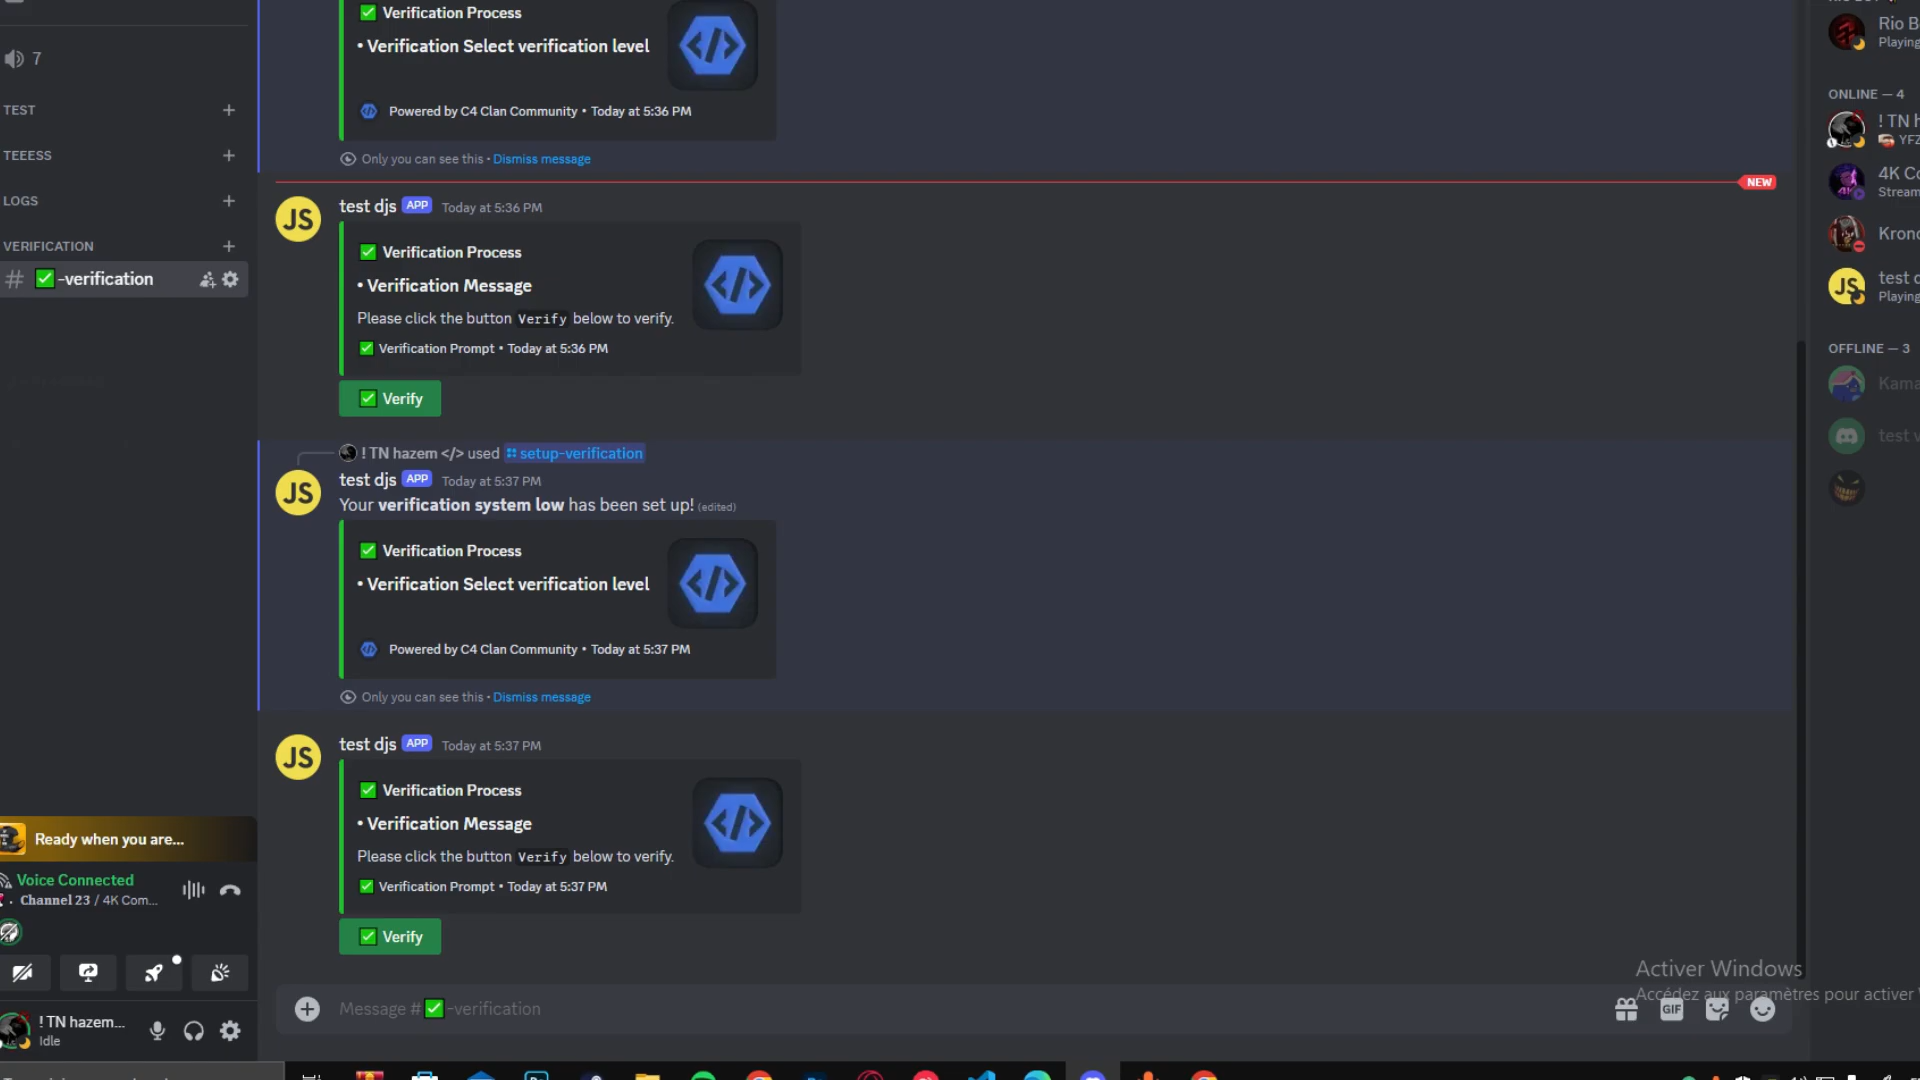 7
TEST
TEEESS
LOGS
VERIFICATION
-verification
Ready when you are...
Voice Connected
Channel 23 / 4K Com...
! TN hazem...
Idle
Verification Process
• Verification Select verification level
Powered by C4 Clan Community • Today at 5:36 PM
Only you can see this • Dismiss message
NEW
test djs APP Today at 5:36 PM
Verification Process
• Verification Message
Please click the button Verify below to verify.
Verification Prompt • Today at 5:36 PM
Verify
! TN hazem </> used setup-verification
test djs APP Today at 5:37 PM
Your verification system low has been set up! (edited)
Verification Process
• Verification Select verification level
Powered by C4 Clan Community • Today at 5:37 PM
Only you can see this • Dismiss message
test djs APP Today at 5:37 PM
Verification Process
• Verification Message
Please click the button Verify below to verify.
Verification Prompt • Today at 5:37 PM
Verify
Message # -verification
GIF
Rio B
Playing
ONLINE — 4
! TN h
YFZ
4K Co
Stream
Krono
test d
Playing
OFFLINE — 3
Kama
test v
Activer Windows
Accédez aux paramètres pour activer